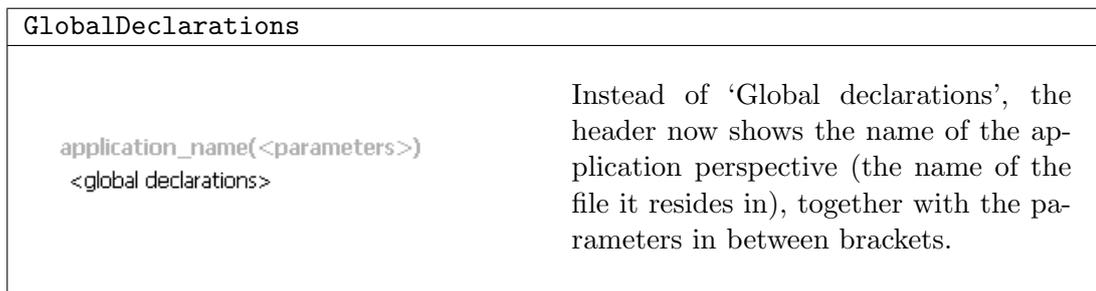 GlobalDeclarations
application_name(<parameters>)
<global declarations>
Instead of ‘Global declarations’, the
header now shows the name of the ap-
plication perspective (the name of the
file it resides in), together with the pa-
rameters in between brackets.